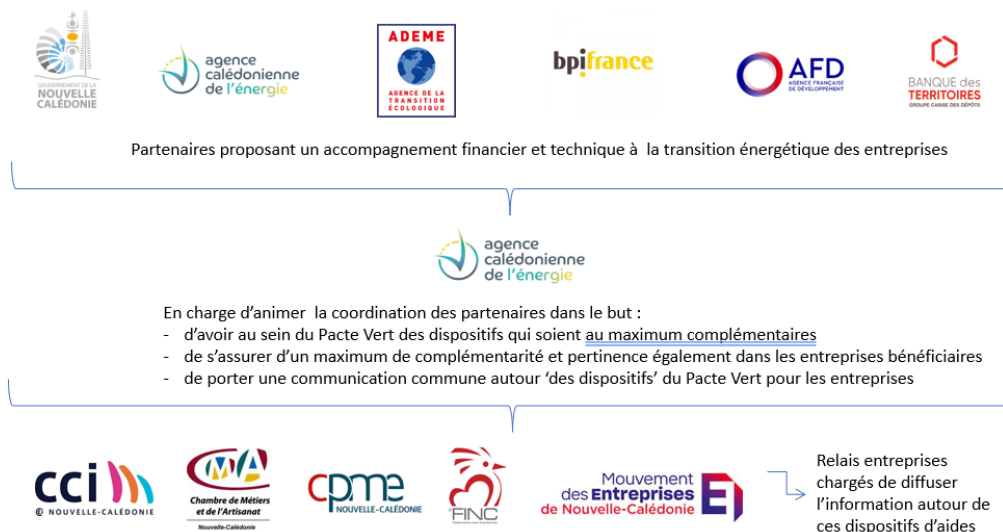 GOUVERNEMENT DE LA
NOUVELLE
CALÉDONIE
agence
calédonienne
de l'énergie
ADEME
AGENCE DE LA
TRANSITION
ÉCOLOGIQUE
bpifrance
AFD
AGENCE FRANÇAISE
DE DÉVELOPPEMENT
BANQUE des
TERRITOIRES
GROUPE CAISSE DES DÉPÔTS
Partenaires proposant un accompagnement financier et technique à la transition énergétique des entreprises
agence
calédonienne
de l'énergie
En charge d'animer la coordination des partenaires dans le but :
- d'avoir au sein du Pacte Vert des dispositifs qui soient au maximum complémentaires
- de s'assurer d'un maximum de complémentarité et pertinence également dans les entreprises bénéficiaires
- de porter une communication commune autour 'des dispositifs' du Pacte Vert pour les entreprises
cci
NOUVELLE-CALÉDONIE
CMA
Chambre de Métiers
et de l'Artisanat
Nouvelle-Calédonie
cpme
NOUVELLE-CALÉDONIE
FINC
Mouvement
des Entreprises
de Nouvelle-Calédonie
Relais entreprises
chargés de diffuser
l'information autour de
ces dispositifs d'aides